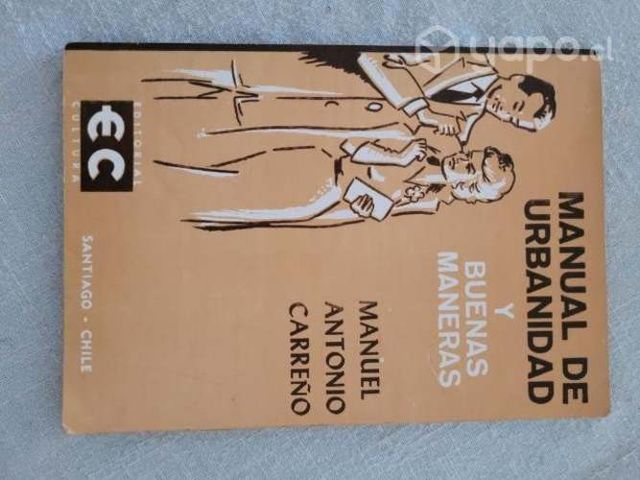 MANUAL DE
URBANIDAD
Y
BUENAS
MANERAS
MANUEL
ANTONIO
CARREÑO
EDITORIAL
EC
CULTURA
SANTIAGO - CHILE
yapo.cl